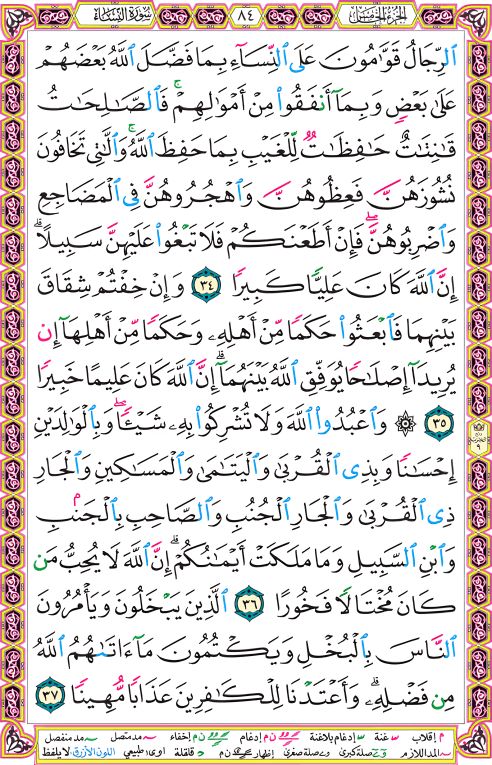 الجزء الخامس
٨٤
سورة النساء
ٱلرِّجَالُ قَوَّٰمُونَ عَلَى ٱلنِّسَآءِ بِمَا فَضَّلَ ٱللَّهُ بَعۡضَهُمۡ
عَلَىٰ بَعۡضٖ وَبِمَآ أَنفَقُواْ مِنۡ أَمۡوَٰلِهِمۡۚ فَٱلصَّٰلِحَٰتُ
قَٰنِتَٰتٌ حَٰفِظَٰتٞ لِّلۡغَيۡبِ بِمَا حَفِظَ ٱللَّهُۚ وَٱلَّٰتِي تَخَافُونَ
نُشُوزَهُنَّ فَعِظُوهُنَّ وَٱهۡجُرُوهُنَّ فِي ٱلۡمَضَاجِعِ
وَٱضۡرِبُوهُنَّۖ فَإِنۡ أَطَعۡنَكُمۡ فَلَا تَبۡغُواْ عَلَيۡهِنَّ سَبِيلًاۗ
إِنَّ ٱللَّهَ كَانَ عَلِيّٗا كَبِيرٗا ٣٤ وَإِنۡ خِفۡتُمۡ شِقَاقَ
بَيۡنِهِمَا فَٱبۡعَثُواْ حَكَمٗا مِّنۡ أَهۡلِهِۦ وَحَكَمٗا مِّنۡ أَهۡلِهَآ إِن
يُرِيدَآ إِصۡلَٰحٗا يُوَفِّقِ ٱللَّهُ بَيۡنَهُمَآۗ إِنَّ ٱللَّهَ كَانَ عَلِيمًا خَبِيرٗا
٣٥ ۞ وَٱعۡبُدُواْ ٱللَّهَ وَلَا تُشۡرِكُواْ بِهِۦ شَيۡـٔٗاۖ وَبِٱلۡوَٰلِدَيۡنِ
إِحۡسَٰنٗا وَبِذِي ٱلۡقُرۡبَىٰ وَٱلۡيَتَٰمَىٰ وَٱلۡمَسَٰكِينِ وَٱلۡجَارِ
ذِي ٱلۡقُرۡبَىٰ وَٱلۡجَارِ ٱلۡجُنُبِ وَٱلصَّاحِبِ بِٱلۡجَنۢبِ
وَٱبۡنِ ٱلسَّبِيلِ وَمَا مَلَكَتۡ أَيۡمَٰنُكُمۡۗ إِنَّ ٱللَّهَ لَا يُحِبُّ مَن
كَانَ مُخۡتَالٗا فَخُورًا ٣٦ ٱلَّذِينَ يَبۡخَلُونَ وَيَأۡمُرُونَ
ٱلنَّاسَ بِٱلۡبُخۡلِ وَيَكۡتُمُونَ مَآ ءَاتَىٰهُمُ ٱللَّهُ
مِن فَضۡلِهِۦۗ وَأَعۡتَدۡنَا لِلۡكَٰفِرِينَ عَذَابٗا مُّهِينٗا ٣٧
م إقلاب غنة إدغام بلاغنة ن م إدغام ن م إخفاء مد متصل مد منفصل
المد اللازم صلة كبرى صلة صغرى إظهار ن م قلقلة اوى طبيعي اللون الأزرق لا يلفظ